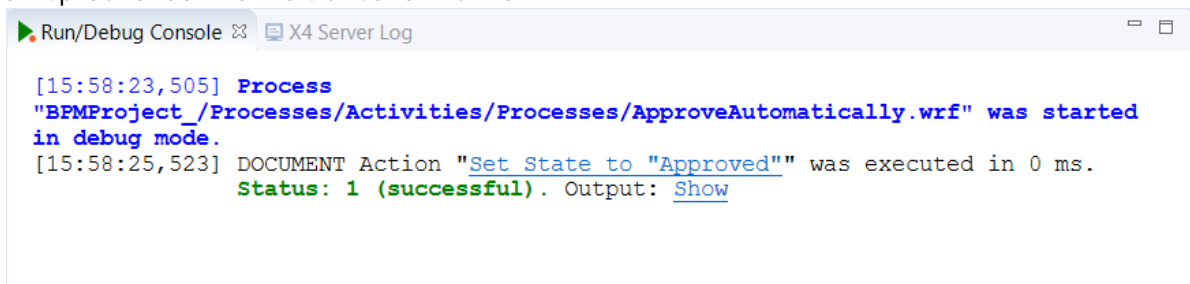 Run/Debug Console X4 Server Log
[15:58:23,505] Process
"BPMProject_/Processes/Activities/Processes/ApproveAutomatically.wrf" was started
in debug mode.
[15:58:25,523] DOCUMENT Action "Set State to "Approved"" was executed in 0 ms.
Status: 1 (successful). Output: Show